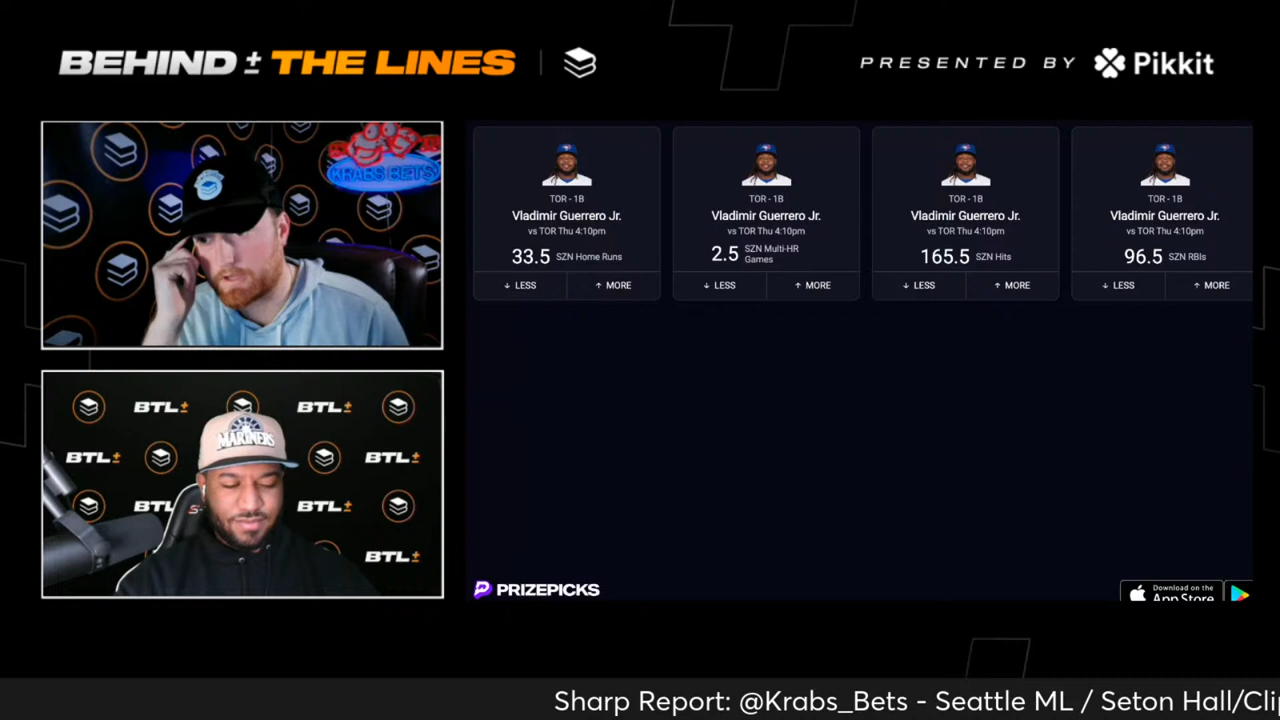 BEHIND ± THE LINES
PRESENTED BY Pikkit
KRABS BETS
MARINERS
BTL± BTL±
BTL± BTL±
BTL BTL±
BTL±
TOR - 1B
Vladimir Guerrero Jr.
vs TOR Thu 4:10pm
33.5 SZN Home Runs
↓ LESS ↑ MORE
TOR - 1B
Vladimir Guerrero Jr.
vs TOR Thu 4:10pm
2.5 SZN Multi-HR
Games
↓ LESS ↑ MORE
TOR - 1B
Vladimir Guerrero Jr.
vs TOR Thu 4:10pm
165.5 SZN Hits
↓ LESS ↑ MORE
TOR - 1B
Vladimir Guerrero Jr.
vs TOR Thu 4:10pm
96.5 SZN RBIs
↓ LESS ↑ MORE
PRIZEPICKS
Download on the
App Store
Sharp Report: @Krabs_Bets - Seattle ML / Seton Hall/Cli